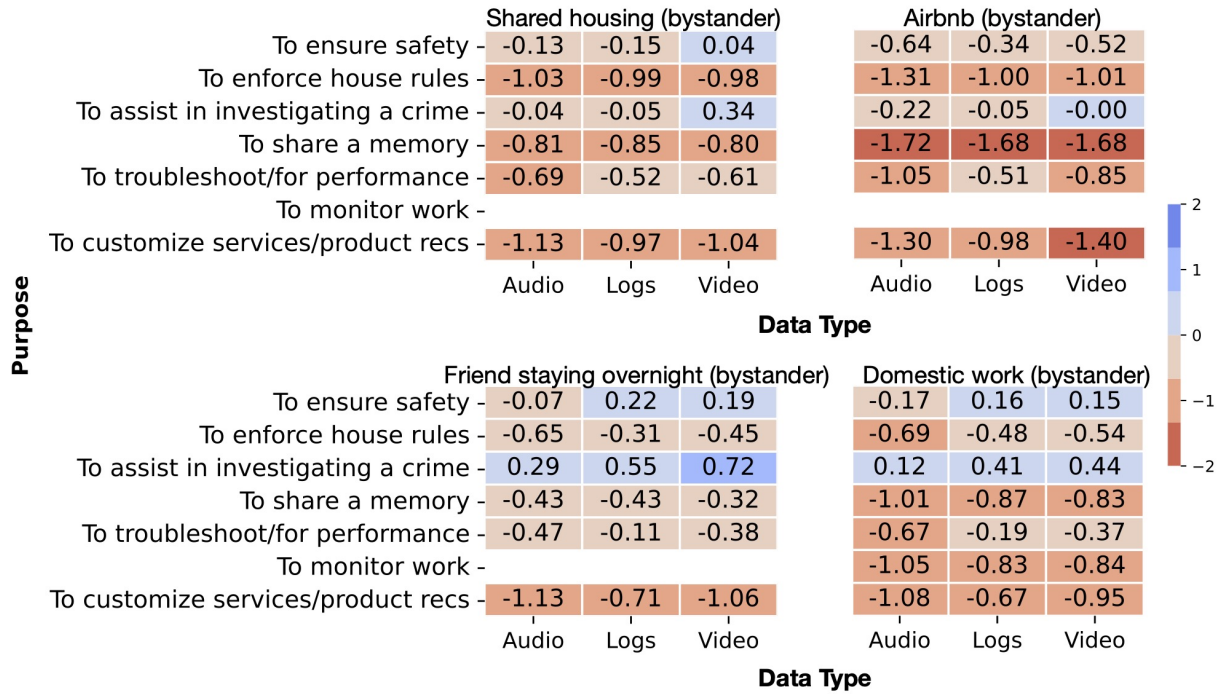 Shared housing (bystander) Airbnb (bystander)
To ensure safety -0.13 -0.15 0.04 -0.64 -0.34 -0.52
To enforce house rules -1.03 -0.99 -0.98 -1.31 -1.00 -1.01
To assist in investigating a crime -0.04 -0.05 0.34 -0.22 -0.05 -0.00
To share a memory -0.81 -0.85 -0.80 -1.72 -1.68 -1.68
To troubleshoot/for performance -0.69 -0.52 -0.61 -1.05 -0.51 -0.85
To monitor work
To customize services/product recs -1.13 -0.97 -1.04 -1.30 -0.98 -1.40
Audio Logs Video Audio Logs Video
Data Type
Purpose
Friend staying overnight (bystander) Domestic work (bystander)
To ensure safety -0.07 0.22 0.19 -0.17 0.16 0.15
To enforce house rules -0.65 -0.31 -0.45 -0.69 -0.48 -0.54
To assist in investigating a crime 0.29 0.55 0.72 0.12 0.41 0.44
To share a memory -0.43 -0.43 -0.32 -1.01 -0.87 -0.83
To troubleshoot/for performance -0.47 -0.11 -0.38 -0.67 -0.19 -0.37
To monitor work -1.05 -0.83 -0.84
To customize services/product recs -1.13 -0.71 -1.06 -1.08 -0.67 -0.95
Audio Logs Video Audio Logs Video
Data Type
2
1
0
−1
−2